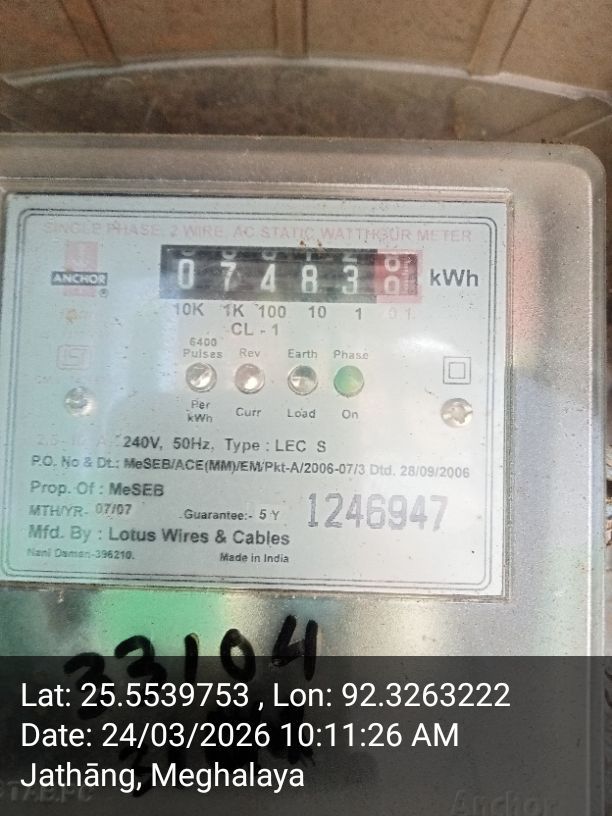 SINGLE PHASE, 2 WIRE, AC STATIC WATTHOUR METER
ANCHOR
®
07483 kWh
10K 1K 100 10 1 0.1
CL - 1
6400 Pulses Rev Earth Phase
Per kWh Curr Load On
240V, 50Hz, Type : LEC S
P.O. No & Dt.: MeSEB/ACE(MM)/EM/Pkt-A/2006-07/3 Dtd. 28/09/2006
Prop. Of : MeSEB
MTH/YR- 07/07 Guarantee:- 5 Y 1246947
Mfd. By : Lotus Wires & Cables
Nani Daman-396210. Made in India
33104
Lat: 25.5539753 , Lon: 92.3263222
Date: 24/03/2026 10:11:26 AM
Jathāng, Meghalaya
Anchor